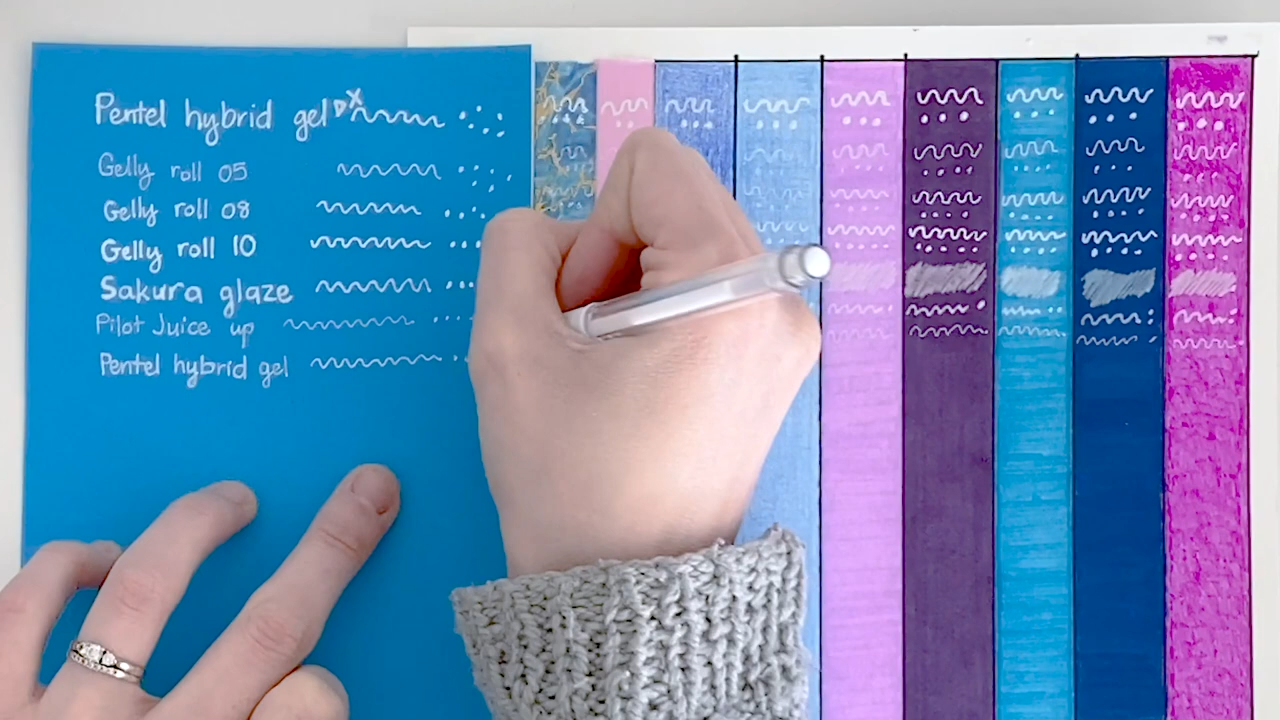 Pentel hybrid gel DX
Gelly roll 05
Gelly roll 08
Gelly roll 10
Sakura glaze
Pilot Juice up
Pentel hybrid gel